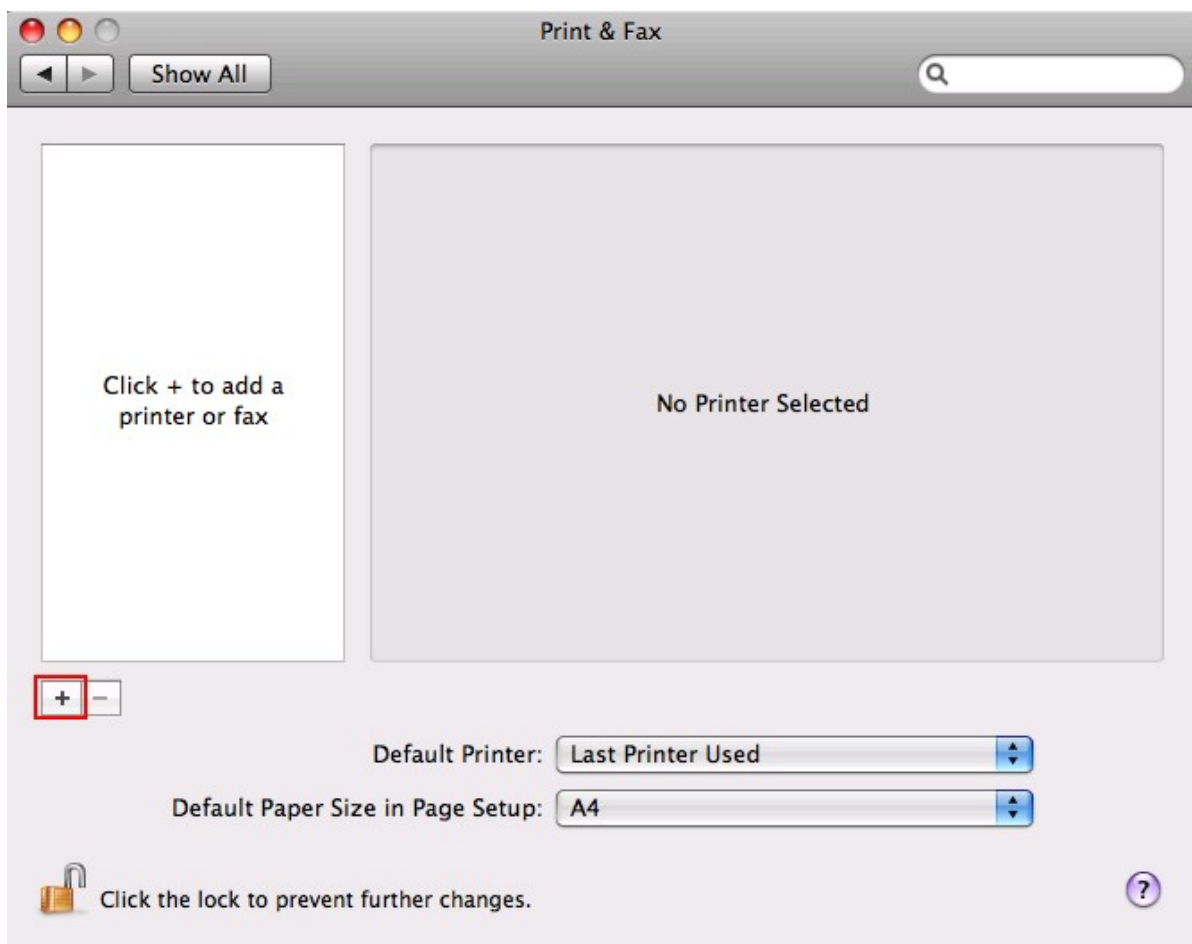 Print & Fax
Show All
Click + to add a
printer or fax
No Printer Selected
+ −
Default Printer: Last Printer Used
Default Paper Size in Page Setup: A4
Click the lock to prevent further changes.
?